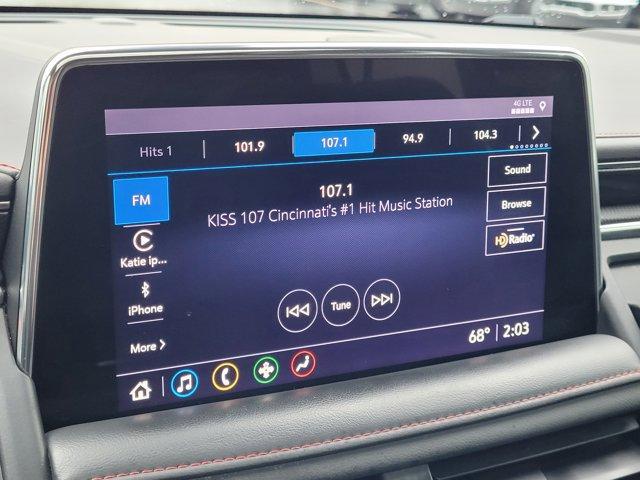 4G LTE
Hits 1 101.9 107.1 94.9 104.3
FM
107.1
KISS 107 Cincinnati's #1 Hit Music Station
Sound
Browse
HD Radio
Katie ip...
iPhone
Tune
More
68° 2:03